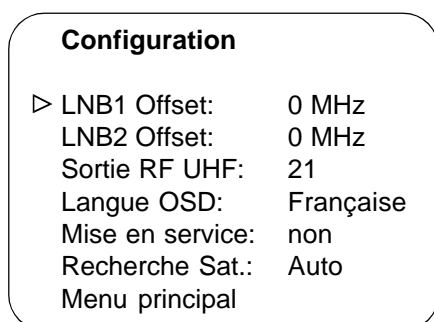 Configuration
LNB1 Offset: 0 MHz
LNB2 Offset: 0 MHz
Sortie RF UHF: 21
Langue OSD: Française
Mise en service: non
Recherche Sat.: Auto
Menu principal